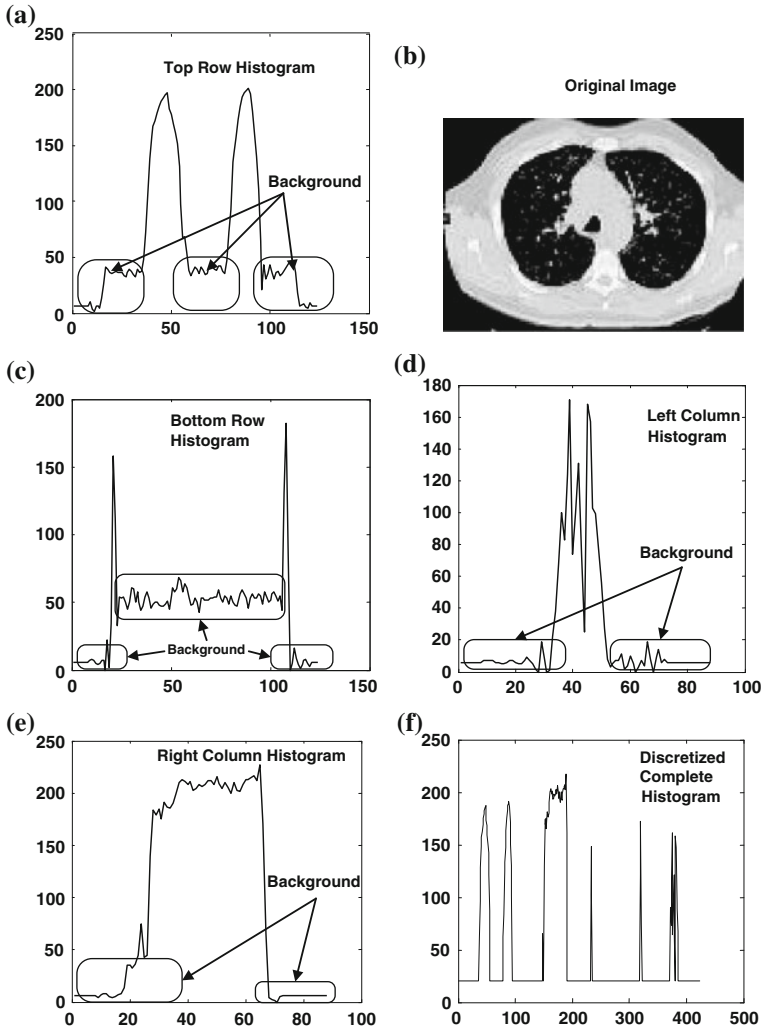 (a)
250
200
150
100
50
0
0 50 100 150
Top Row Histogram
Background
(b)
Original Image
(c)
200
150
100
50
0
0 50 100 150
Bottom Row
Histogram
Background
(d)
180
160
140
120
100
80
60
40
20
0
0 20 40 60 80 100
Left Column
Histogram
Background
(e)
250
200
150
100
50
0
0 20 40 60 80 100
Right Column Histogram
Background
(f)
250
200
150
100
50
0
0 100 200 300 400 500
Discretized
Complete
Histogram